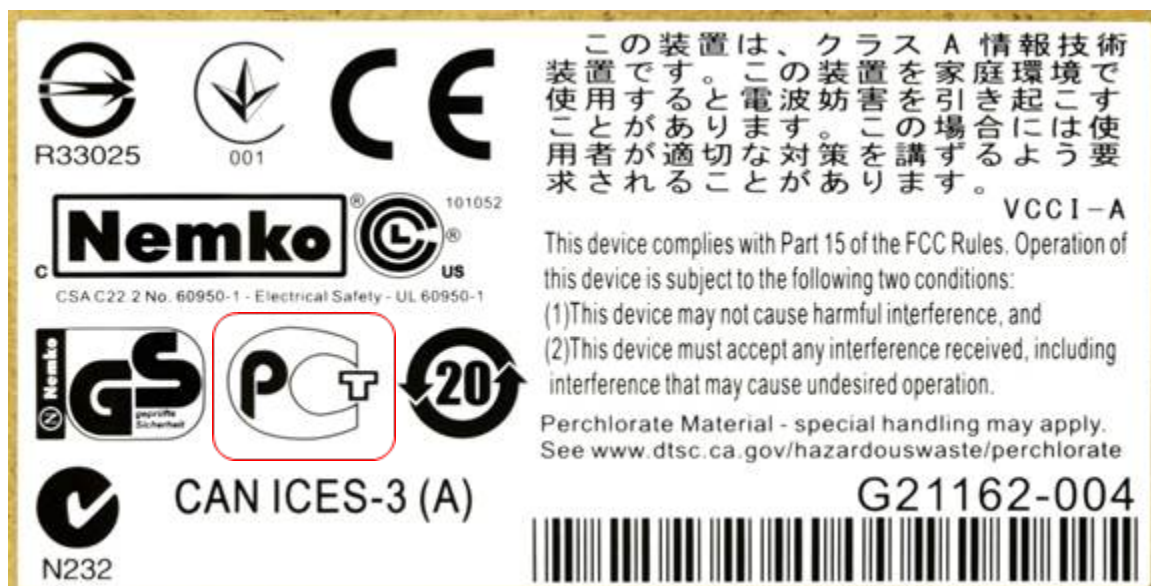 R33025
001
CE
Nemko®
C
CL®
101052
US
CSA C22.2 No. 60950-1 - Electrical Safety - UL 60950-1
Nemko
GS
geprüfte
Sicherheit
PCT
20
N232
CAN ICES-3 (A)
この装置は、クラス A 情報技術
装置です。この装置を家庭環境で
使用すると電波妨害を引き起こす
ことがあります。この場合には使
用者が適切な対策を講ずるよう要
求されることがあります。
VCCI-A
This device complies with Part 15 of the FCC Rules. Operation of
this device is subject to the following two conditions:
(1)This device may not cause harmful interference, and
(2)This device must accept any interference received, including
interference that may cause undesired operation.
Perchlorate Material - special handling may apply.
See www.dtsc.ca.gov/hazardouswaste/perchlorate
G21162-004